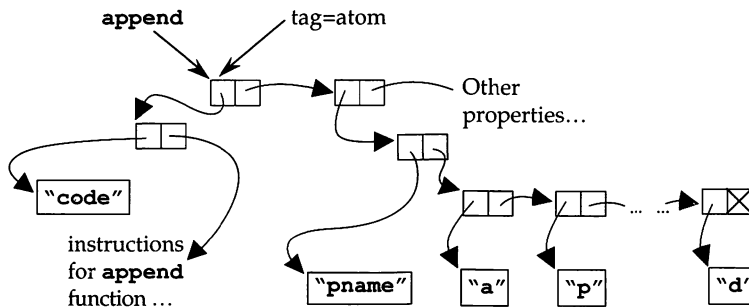 append
tag=atom
Other
properties…
“code”
instructions
for append
function …
… …
“pname”
“a”
“p”
“d”